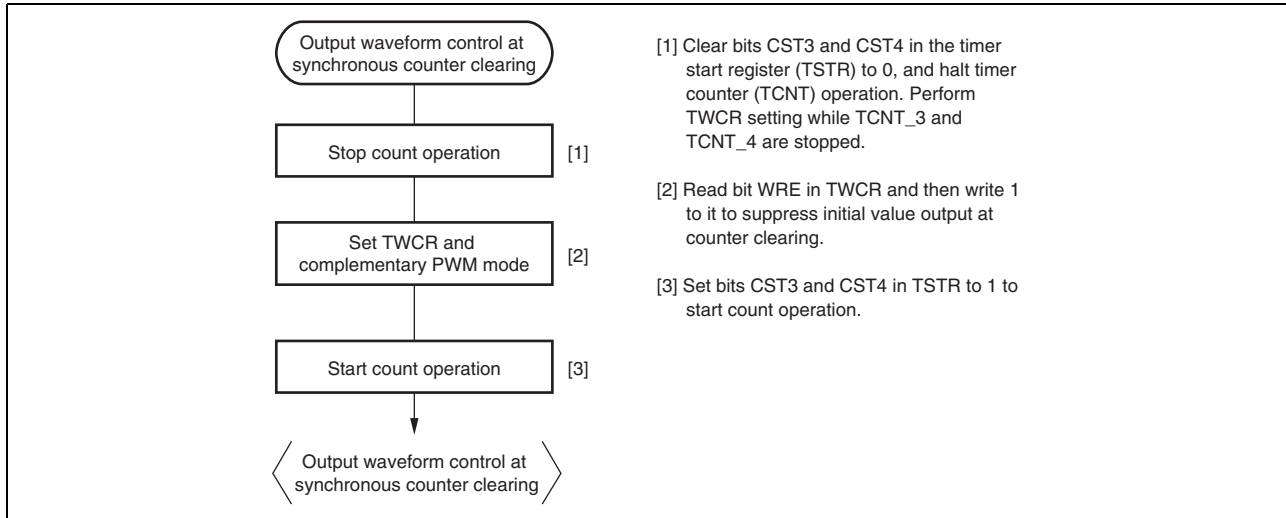 Output waveform control at
synchronous counter clearing
Stop count operation
[1]
Set TWCR and
complementary PWM mode
[2]
Start count operation
[3]
Output waveform control at
synchronous counter clearing
[1] Clear bits CST3 and CST4 in the timer
start register (TSTR) to 0, and halt timer
counter (TCNT) operation. Perform
TWCR setting while TCNT_3 and
TCNT_4 are stopped.
[2] Read bit WRE in TWCR and then write 1
to it to suppress initial value output at
counter clearing.
[3] Set bits CST3 and CST4 in TSTR to 1 to
start count operation.